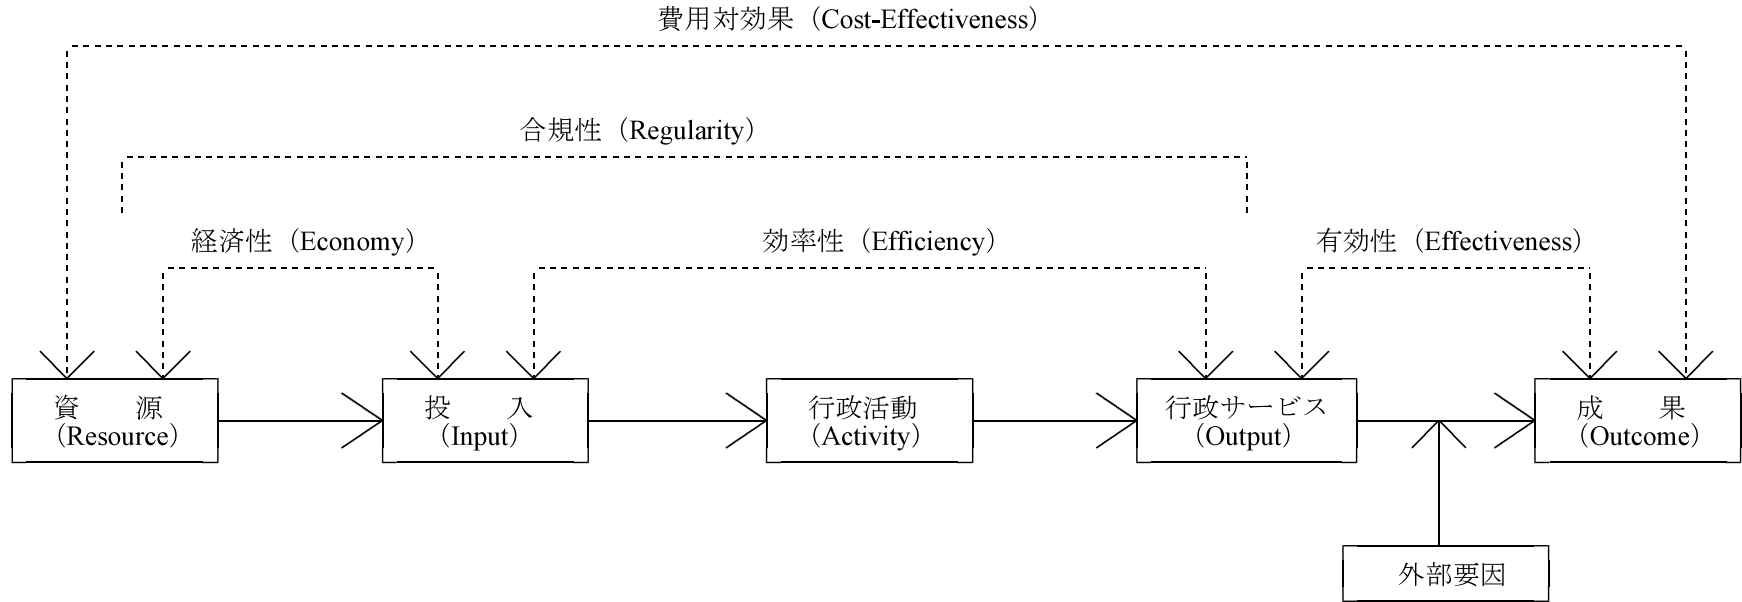 費用対効果（Cost-Effectiveness）
合規性（Regularity）
経済性（Economy）
効率性（Efficiency）
有効性（Effectiveness）
資　源
（Resource）
投　入
（Input）
行政活動
（Activity）
行政サービス
（Output）
成　果
（Outcome）
外部要因